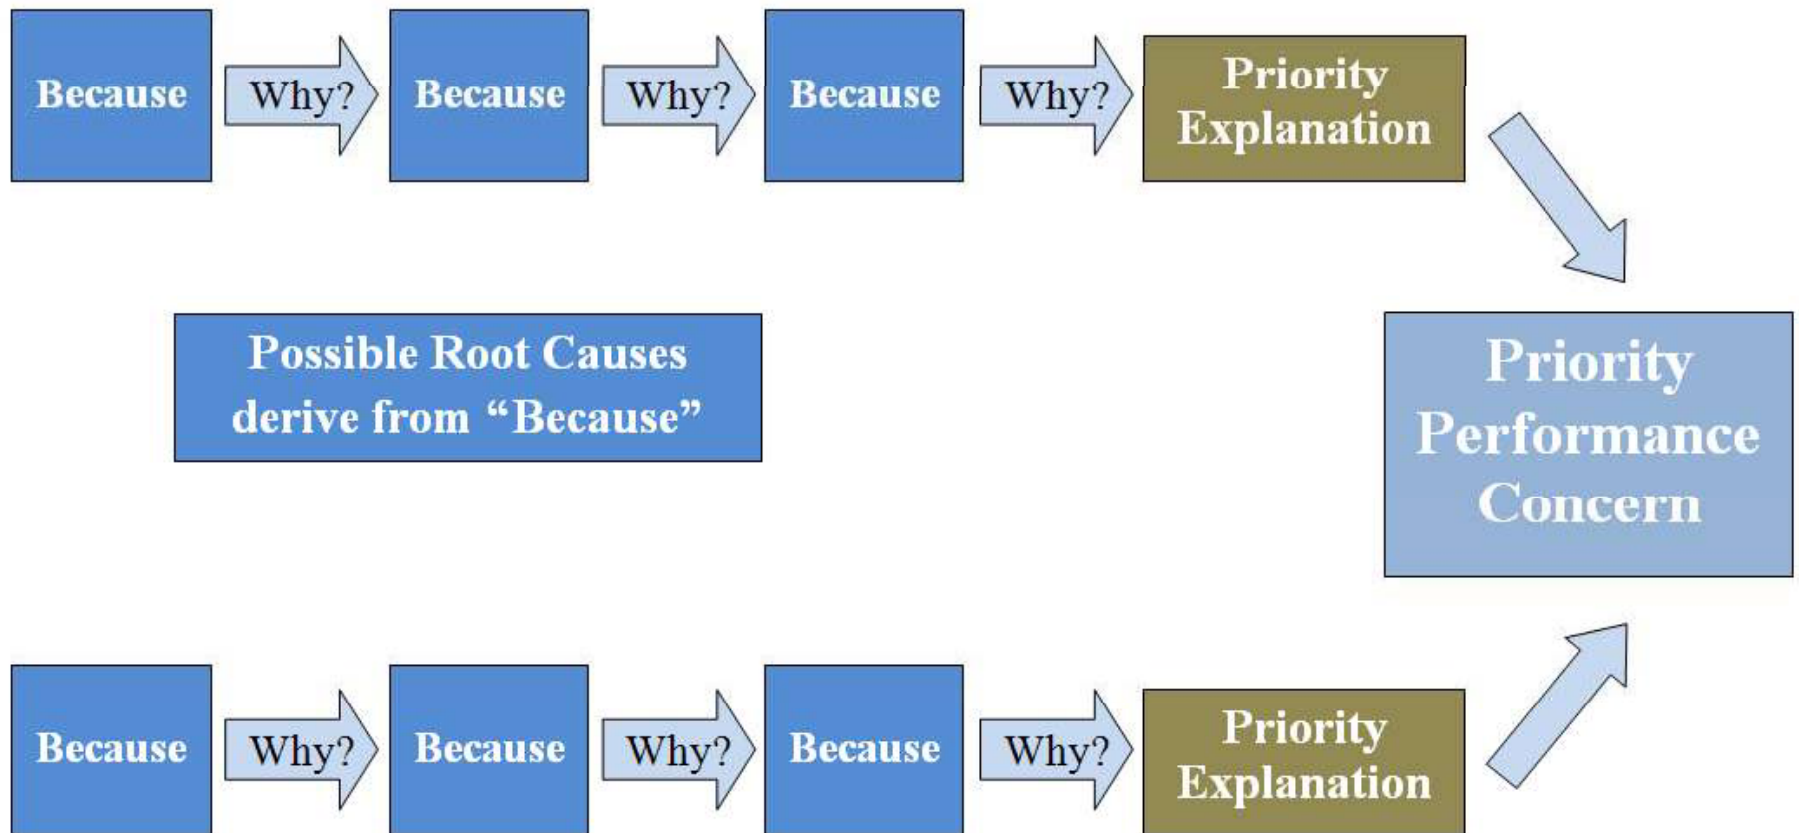 Because
Why?
Because
Why?
Because
Why?
Priority
Explanation
Possible Root Causes
derive from “Because”
Priority
Performance
Concern
Because
Why?
Because
Why?
Because
Why?
Priority
Explanation